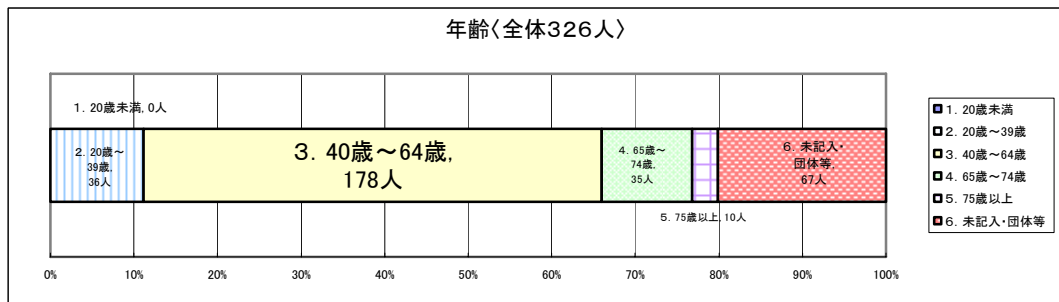 年齢〈全体326人〉
1. 20歳未満, 0人
2. 20歳～
39歳,
36人
3. 40歳～64歳,
178人
4. 65歳～
74歳,
35人
5. 75歳以上, 10人
6. 未記入・
団体等,
67人
0% 10% 20% 30% 40% 50% 60% 70% 80% 90% 100%
1. 20歳未満
2. 20歳～39歳
3. 40歳～64歳
4. 65歳～74歳
5. 75歳以上
6. 未記入・団体等